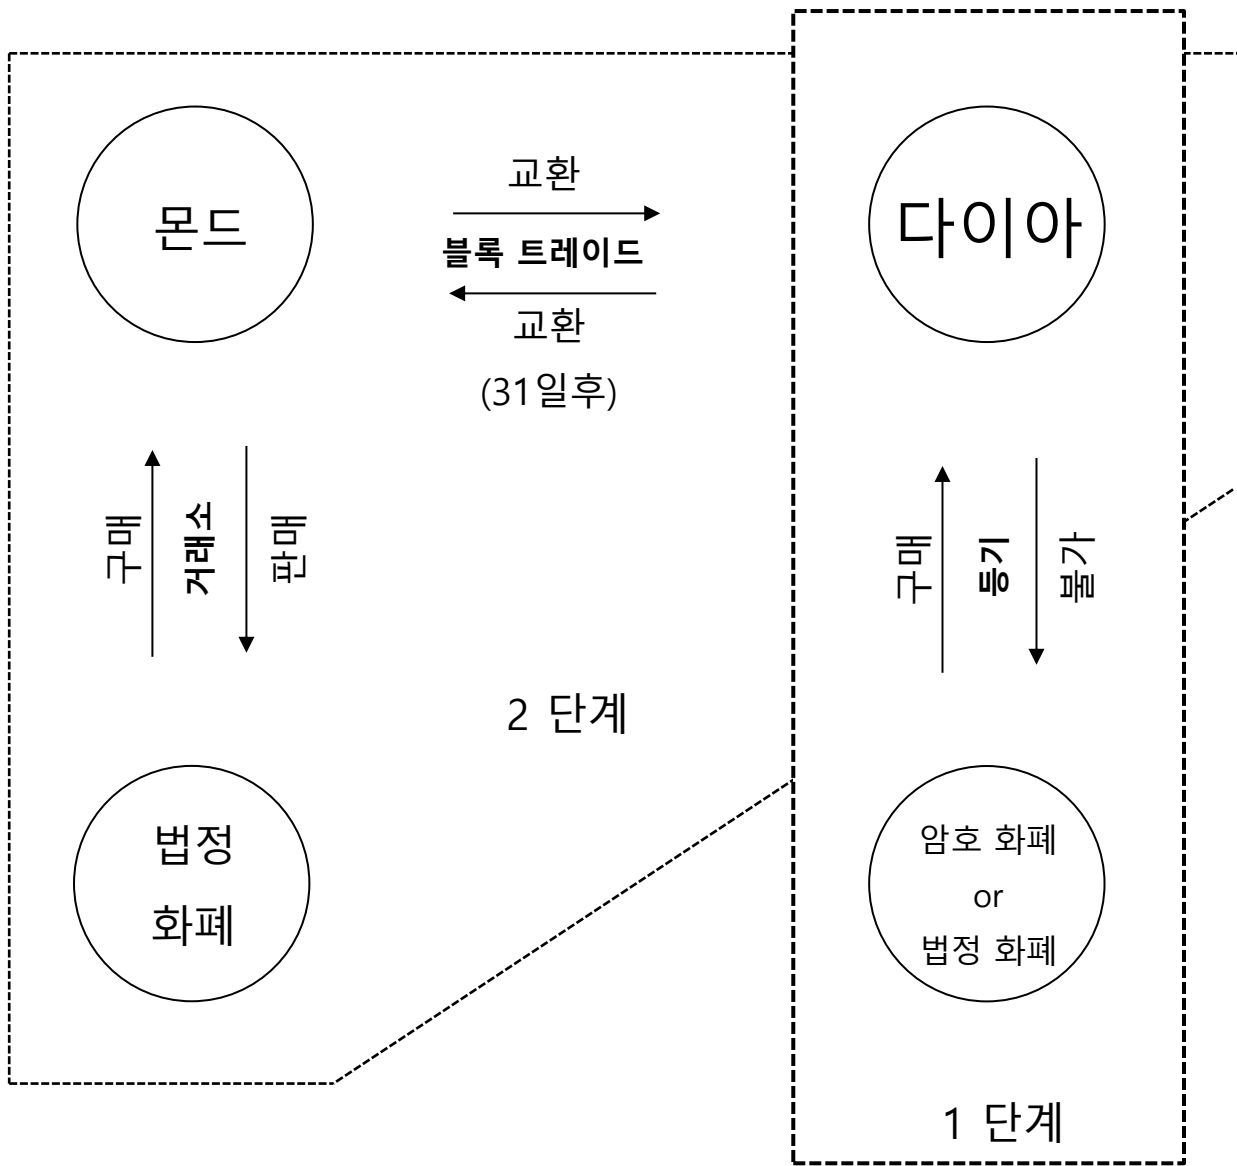 몬드
교환
블록 트레이드
교환
(31일후)
다이아
구매
거래소
판매
구매
등기
불가
2 단계
법정
화폐
암호 화폐
or
법정 화폐
1 단계